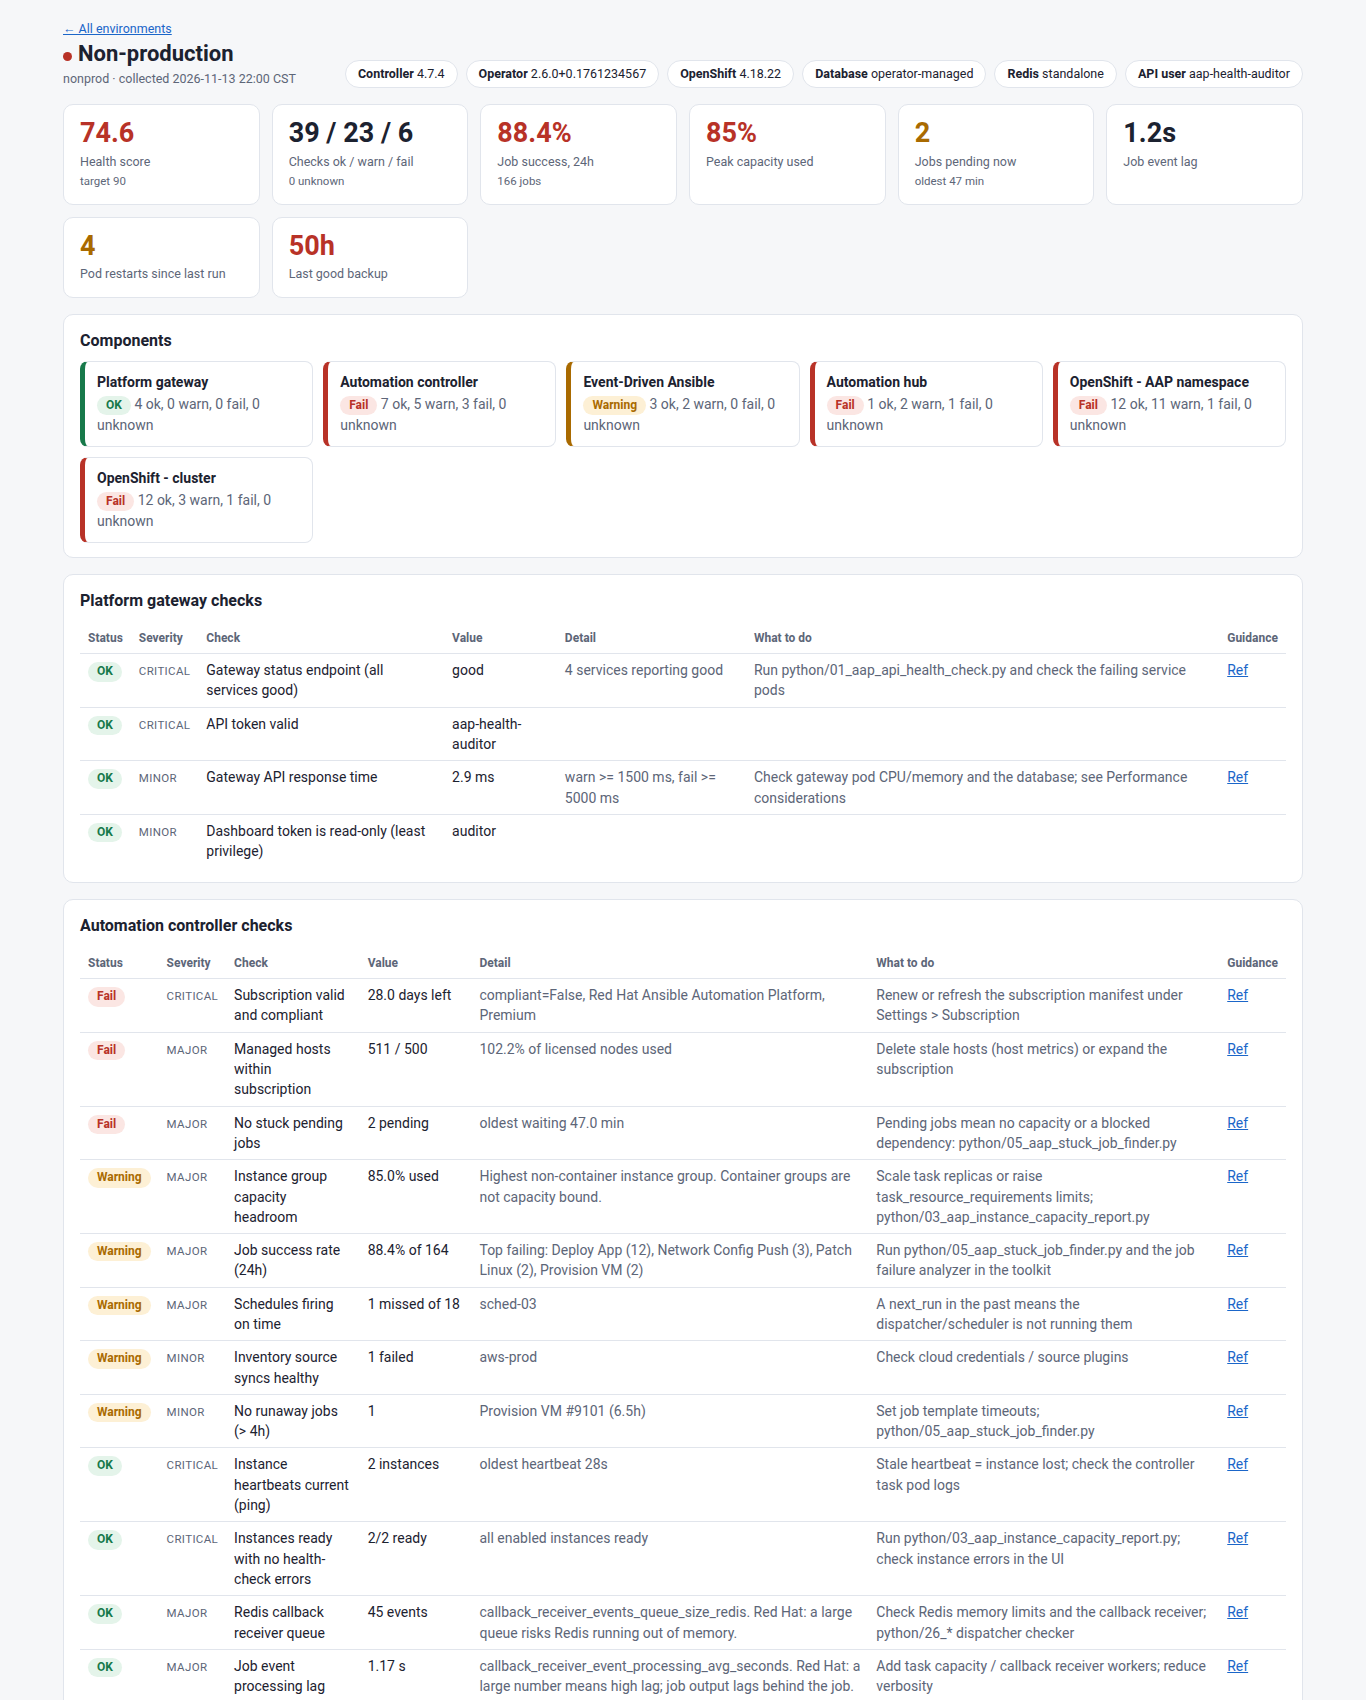 ← All environments
Non-production
nonprod · collected 2026-11-13 22:00 CST
Controller 4.7.4
Operator 2.6.0+0.1761234567
OpenShift 4.18.22
Database operator-managed
Redis standalone
API user aap-health-auditor
74.6
Health score
target 90
39 / 23 / 6
Checks ok / warn / fail
0 unknown
88.4%
Job success, 24h
166 jobs
85%
Peak capacity used
2
Jobs pending now
oldest 47 min
1.2s
Job event lag
4
Pod restarts since last run
50h
Last good backup
Components
Platform gateway
OK 4 ok, 0 warn, 0 fail, 0
unknown
Automation controller
Fail 7 ok, 5 warn, 3 fail, 0
unknown
Event-Driven Ansible
Warning 3 ok, 2 warn, 0 fail, 0
unknown
Automation hub
Fail 1 ok, 2 warn, 1 fail, 0
unknown
OpenShift - AAP namespace
Fail 12 ok, 11 warn, 1 fail, 0
unknown
OpenShift - cluster
Fail 12 ok, 3 warn, 1 fail, 0
unknown
Platform gateway checks
Status Severity Check Value Detail What to do Guidance
OK CRITICAL Gateway status endpoint (all good 4 services reporting good Run python/01_aap_api_health_check.py and check the failing service Ref
services good) pods
OK CRITICAL API token valid aap-health-
auditor
OK MINOR Gateway API response time 2.9 ms warn >= 1500 ms, fail >= Check gateway pod CPU/memory and the database; see Performance Ref
5000 ms considerations
OK MINOR Dashboard token is read-only (least auditor
privilege)
Automation controller checks
Status Severity Check Value Detail What to do Guidance
Fail CRITICAL Subscription valid 28.0 days left compliant=False, Red Hat Ansible Automation Platform, Renew or refresh the subscription manifest under Ref
and compliant Premium Settings > Subscription
Fail MAJOR Managed hosts 511 / 500 102.2% of licensed nodes used Delete stale hosts (host metrics) or expand the Ref
within subscription
subscription
Fail MAJOR No stuck pending 2 pending oldest waiting 47.0 min Pending jobs mean no capacity or a blocked Ref
jobs dependency: python/05_aap_stuck_job_finder.py
Warning MAJOR Instance group 85.0% used Highest non-container instance group. Container groups are Scale task replicas or raise Ref
capacity not capacity bound. task_resource_requirements limits;
headroom python/03_aap_instance_capacity_report.py
Warning MAJOR Job success rate 88.4% of 164 Top failing: Deploy App (12), Network Config Push (3), Patch Run python/05_aap_stuck_job_finder.py and the job Ref
(24h) Linux (2), Provision VM (2) failure analyzer in the toolkit
Warning MAJOR Schedules firing 1 missed of 18 sched-03 A next_run in the past means the Ref
on time dispatcher/scheduler is not running them
Warning MINOR Inventory source 1 failed aws-prod Check cloud credentials / source plugins Ref
syncs healthy
Warning MINOR No runaway jobs 1 Provision VM #9101 (6.5h) Set job template timeouts; Ref
(> 4h) python/05_aap_stuck_job_finder.py
OK CRITICAL Instance 2 instances oldest heartbeat 28s Stale heartbeat = instance lost; check the controller Ref
heartbeats current task pod logs
(ping)
OK CRITICAL Instances ready 2/2 ready all enabled instances ready Run python/03_aap_instance_capacity_report.py; Ref
with no health- check instance errors in the UI
check errors
OK MAJOR Redis callback 45 events callback_receiver_events_queue_size_redis. Red Hat: a large Check Redis memory limits and the callback receiver; Ref
receiver queue queue risks Redis running out of memory. python/26_* dispatcher checker
OK MAJOR Job event 1.17 s callback_receiver_event_processing_avg_seconds. Red Hat: a Add task capacity / callback receiver workers; reduce Ref
processing lag large number means high lag; job output lags behind the job. verbosity